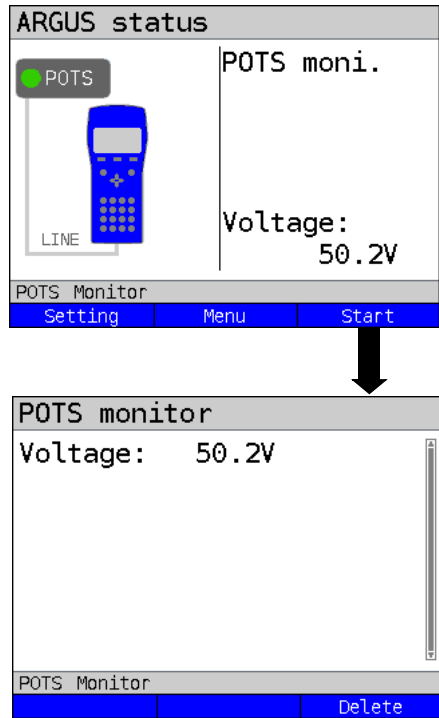 ARGUS status
POTS
POTS moni.
LINE
Voltage:
50.2V
POTS Monitor
Setting Menu Start
POTS monitor
Voltage: 50.2V
POTS Monitor
Delete